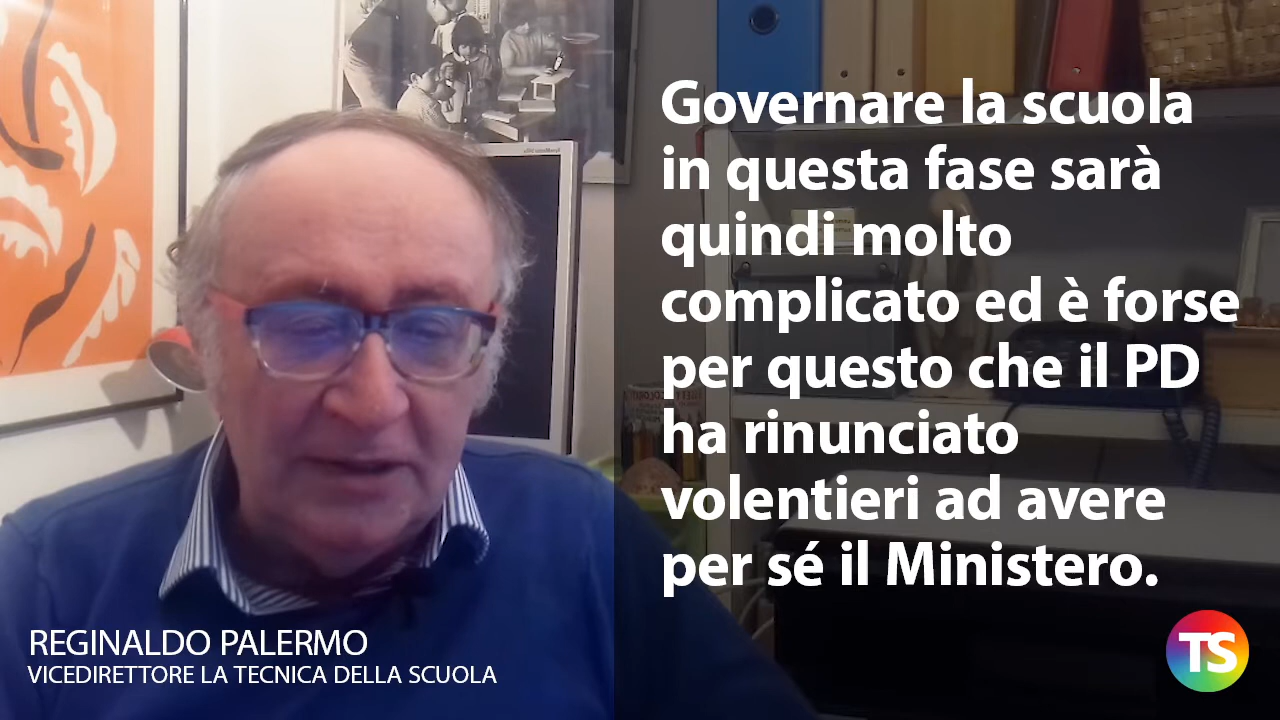 Governare la scuola
in questa fase sarà
quindi molto
complicato ed è forse
per questo che il PD
ha rinunciato
volentieri ad avere
per sé il Ministero.
REGINALDO PALERMO
VICEDIRETTORE LA TECNICA DELLA SCUOLA
TS